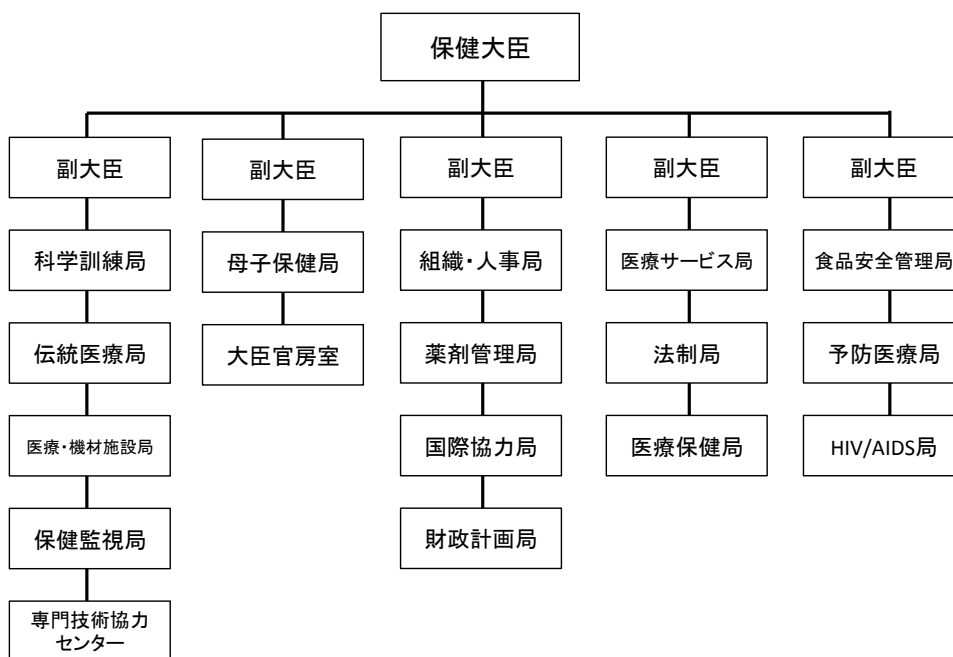 保健大臣
副大臣
副大臣
副大臣
副大臣
副大臣
科学訓練局
母子保健局
組織・人事局
医療サービス局
食品安全管理局
伝統医療局
大臣官房室
薬剤管理局
法制局
予防医療局
医療・機材施設局
国際協力局
医療保健局
HIV/AIDS局
保健監視局
財政計画局
専門技術協力
センター